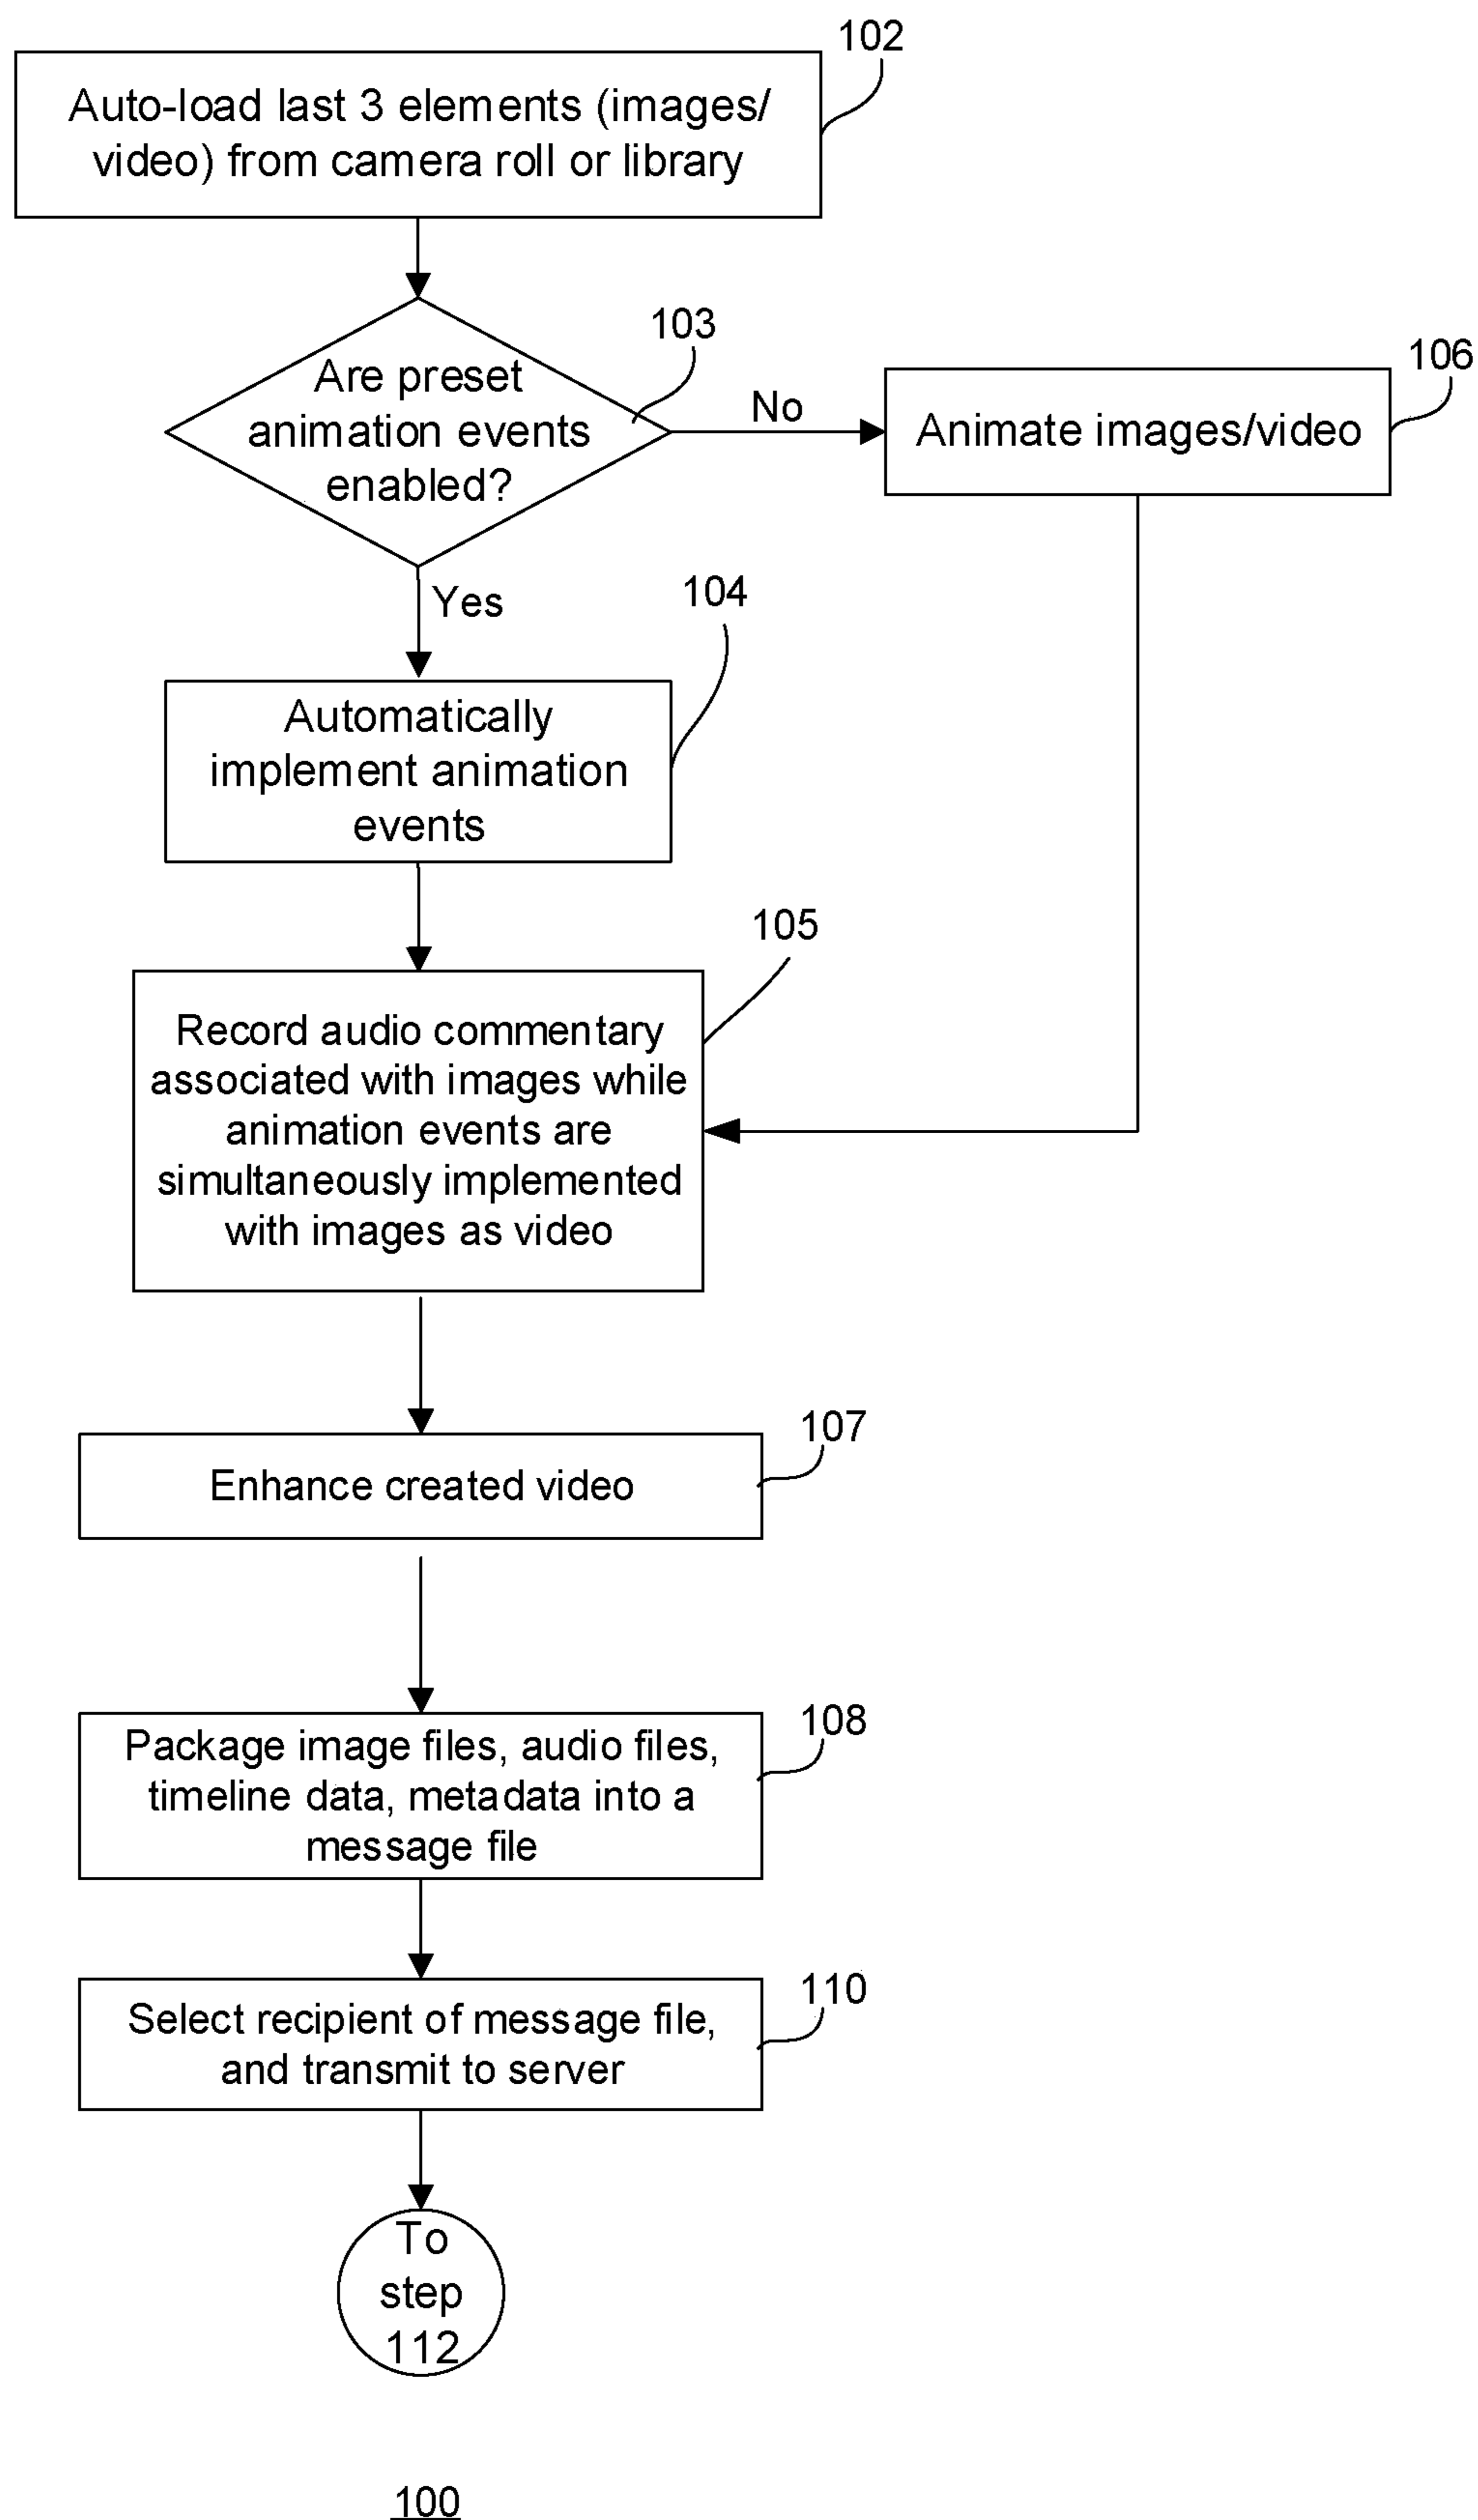 102
Auto-load last 3 elements (images/
video) from camera roll or library
103
Are preset
animation events
enabled?
No
106
Animate images/video
Yes
104
Automatically
implement animation
events
105
Record audio commentary
associated with images while
animation events are
simultaneously implemented
with images as video
107
Enhance created video
108
Package image files, audio files,
timeline data, metadata into a
message file
110
Select recipient of message file,
and transmit to server
To
step
112
100